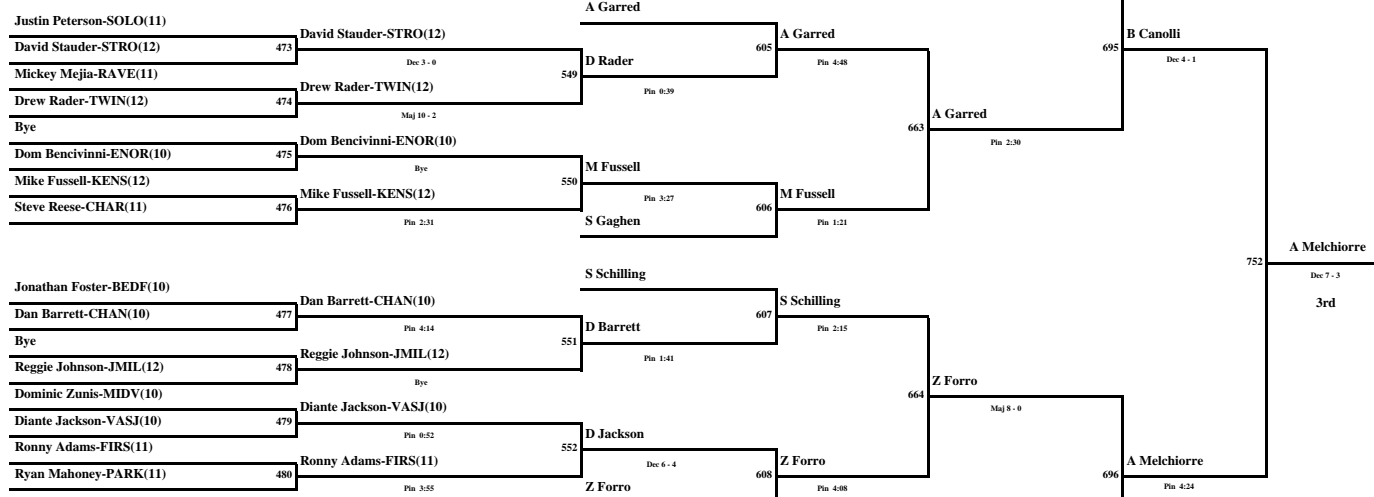 Justin Peterson-SOLO(11)
David Stauder-STRO(12)
473
Mickey Mejia-RAVE(11)
Drew Rader-TWIN(12)
474
Bye
Dom Bencivinni-ENOR(10)
475
Mike Fussell-KENS(12)
Steve Reese-CHAR(11)
476
Jonathan Foster-BEDF(10)
Dan Barrett-CHAN(10)
477
Bye
Reggie Johnson-JMIL(12)
478
Dominic Zunis-MIDV(10)
Diante Jackson-VASJ(10)
479
Ronny Adams-FIRS(11)
Ryan Mahoney-PARK(11)
480
David Stauder-STRO(12)
Dec 3 - 0
549
Drew Rader-TWIN(12)
Maj 10 - 2
Dom Bencivinni-ENOR(10)
Bye
550
Mike Fussell-KENS(12)
Pin 2:31
Dan Barrett-CHAN(10)
Pin 4:14
551
Reggie Johnson-JMIL(12)
Bye
Diante Jackson-VASJ(10)
Pin 0:52
552
Ronny Adams-FIRS(11)
Pin 3:55
A Garred
605
D Rader
Pin 0:39
M Fussell
Pin 3:27
606
S Gaghen
S Schilling
607
D Barrett
Pin 1:41
D Jackson
Dec 6 - 4
608
Z Forro
A Garred
Pin 4:48
663
M Fussell
Pin 1:21
S Schilling
Pin 2:15
664
Z Forro
Pin 4:08
A Garred
Pin 2:30
695
Z Forro
Maj 8 - 0
696
B Canolli
Dec 4 - 1
752
A Melchiorre
Pin 4:24
A Melchiorre
Dec 7 - 3
3rd